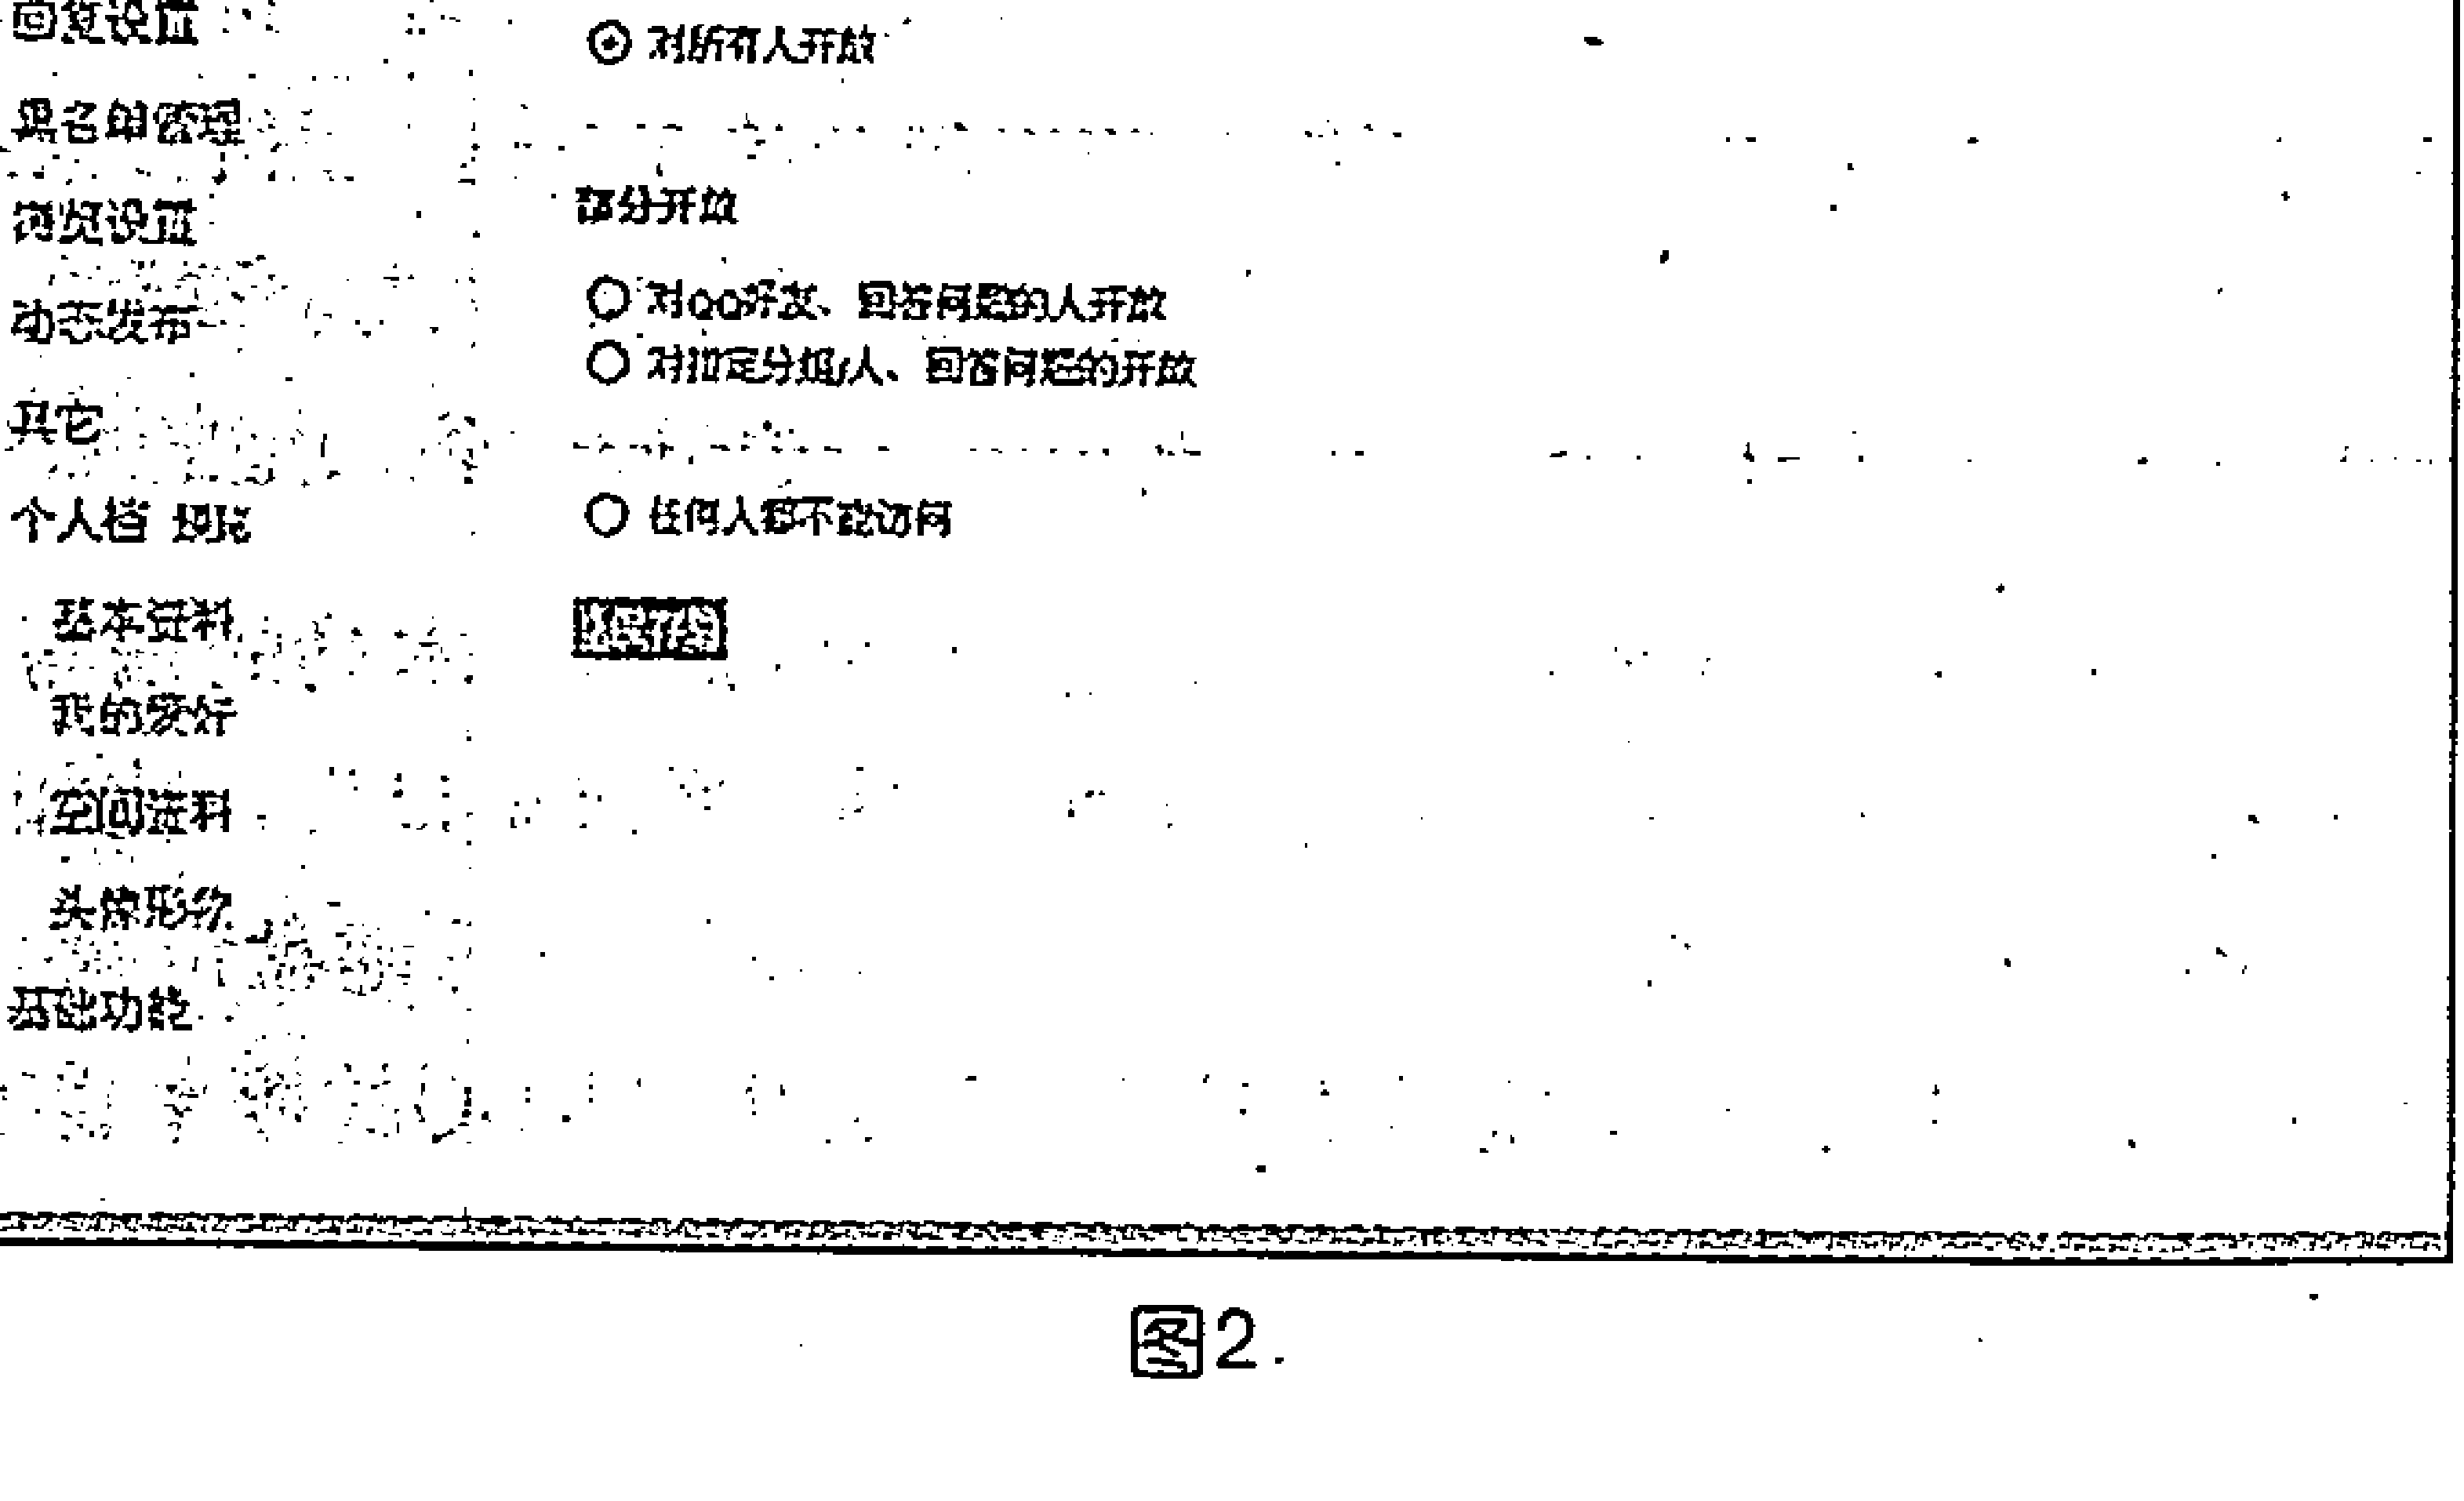 回复设置
黑名单管理
浏览设置
动态发布
其它
个人档
基本资料
我的爱好
空间资料
头像形象
基础功能
对所有人开放
部分开放
对QQ好友、回答问题的人开放
对指定分组/人、回答问题的开放
任何人都不能访问
保存
图2